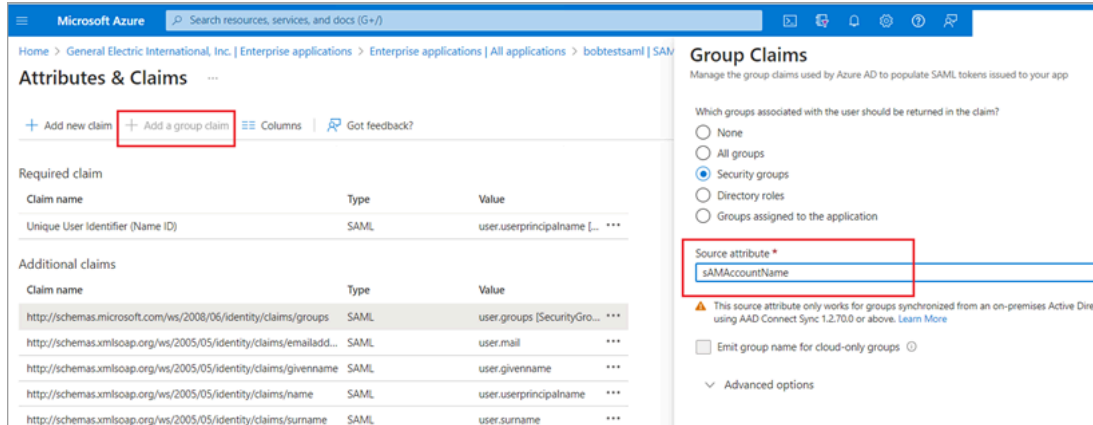 Microsoft Azure
Search resources, services, and docs (G+/)
Home > General Electric International, Inc. | Enterprise applications > Enterprise applications | All applications > bobtestsaml | SAM
Attributes & Claims ...
+ Add new claim + Add a group claim Columns Got feedback?
Required claim
Claim name Type Value
Unique User Identifier (Name ID) SAML user.userprincipalname [... •••
Additional claims
Claim name Type Value
http://schemas.microsoft.com/ws/2008/06/identity/claims/groups SAML user.groups [SecurityGro... •••
http://schemas.xmlsoap.org/ws/2005/05/identity/claims/emailadd... SAML user.mail •••
http://schemas.xmlsoap.org/ws/2005/05/identity/claims/givenname SAML user.givenname •••
http://schemas.xmlsoap.org/ws/2005/05/identity/claims/name SAML user.userprincipalname •••
http://schemas.xmlsoap.org/ws/2005/05/identity/claims/surname SAML user.surname •••
Group Claims
Manage the group claims used by Azure AD to populate SAML tokens issued to your app
Which groups associated with the user should be returned in the claim?
None
All groups
Security groups
Directory roles
Groups assigned to the application
Source attribute *
sAMAccountName
This source attribute only works for groups synchronized from an on-premises Active Dire
using AAD Connect Sync 1.2.70.0 or above. Learn More
Emit group name for cloud-only groups
Advanced options